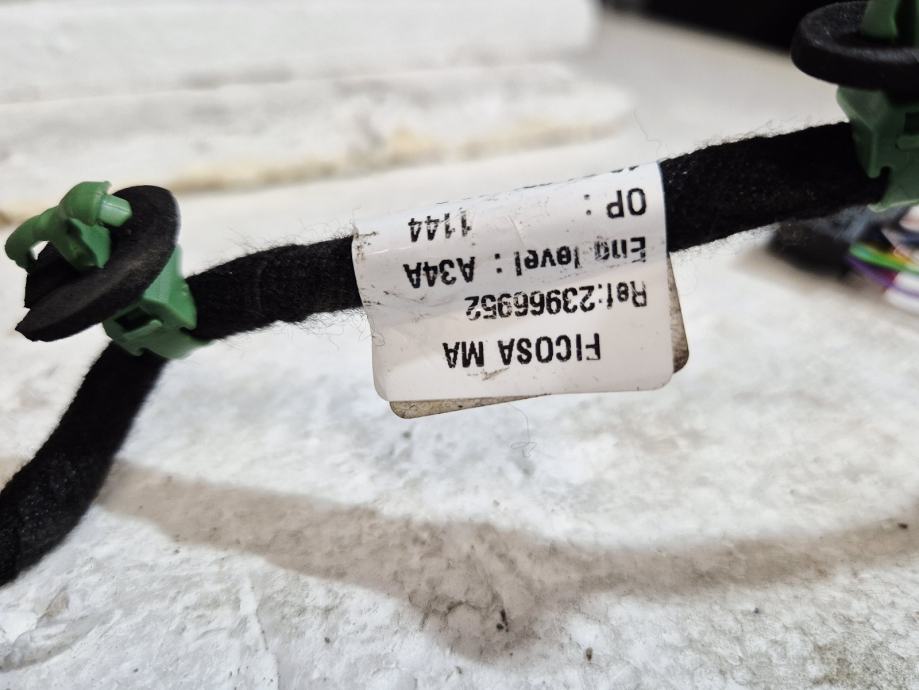 FICOSA MA
Ref:23966952
Eng level : A34A
OP : 1144